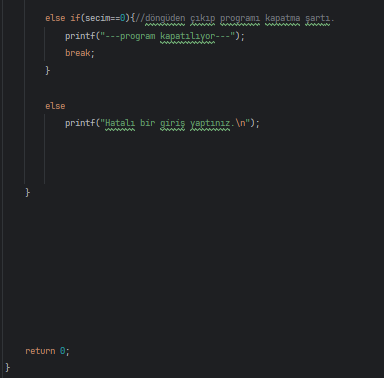 else if(secim==0){//döngüden çıkıp programı kapatma şartı.
printf("---program kapatılıyor---");
break;
}
else
printf("Hatalı bir giriş yaptınız.\n");
}
return 0;
}